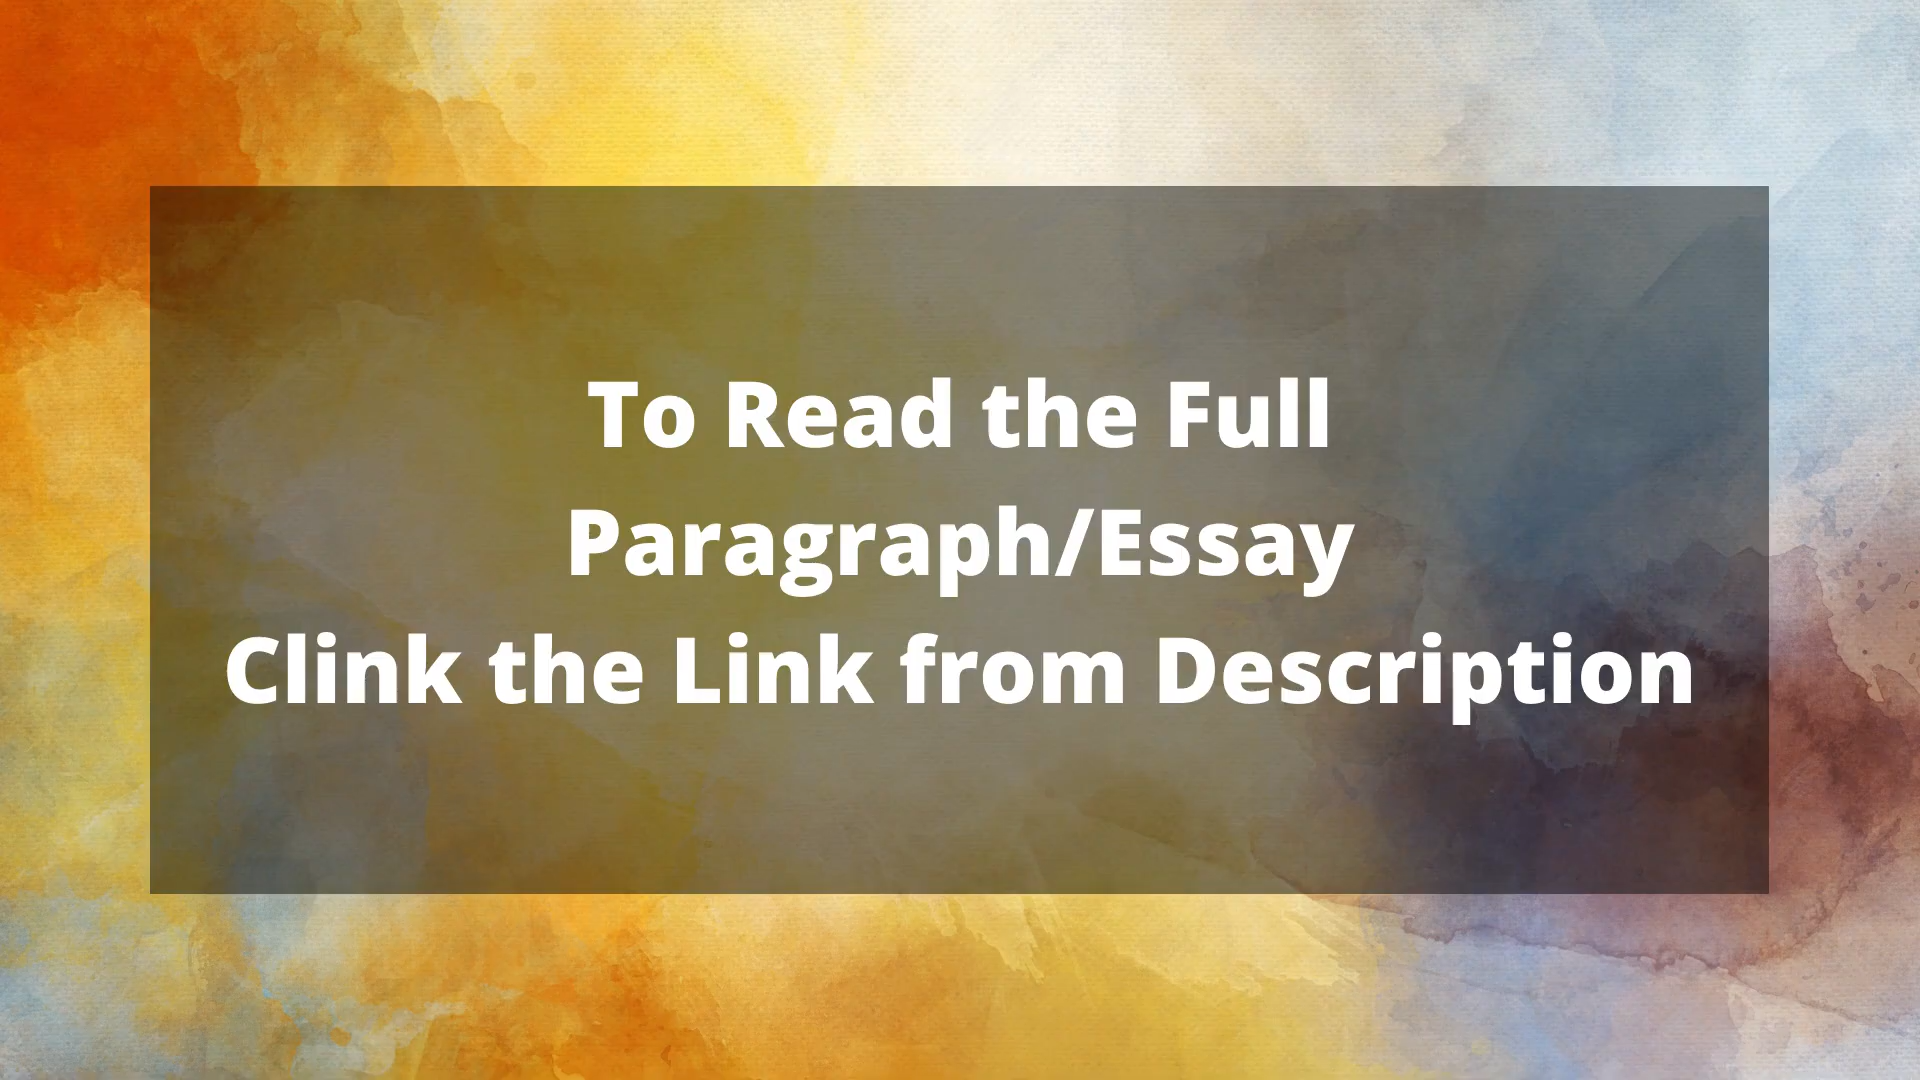 To Read the Full
Paragraph/Essay
Clink the Link from Description